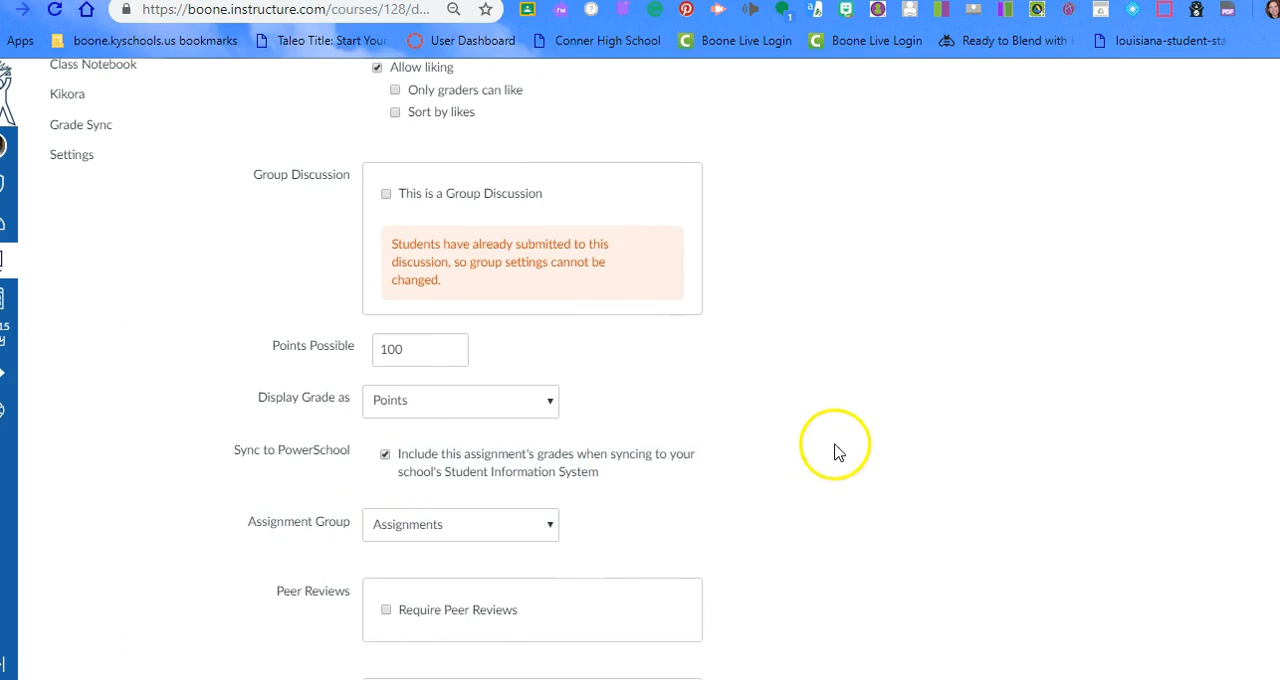 https://boone.instructure.com/courses/128/d...
1
Apps boone.kyschools.us bookmarks Taleo Title: Start Your User Dashboard Conner High School Boone Live Login Boone Live Login Ready to Blend with louisiana-student-sta
Class Notebook
Allow liking
Kikora
Only graders can like
Sort by likes
Grade Sync
Settings
Group Discussion
This is a Group Discussion
Students have already submitted to this
discussion, so group settings cannot be
changed.
15
Points Possible
100
Display Grade as
Points
Sync to PowerSchool
Include this assignment's grades when syncing to your
school's Student Information System
Assignment Group
Assignments
Peer Reviews
Require Peer Reviews